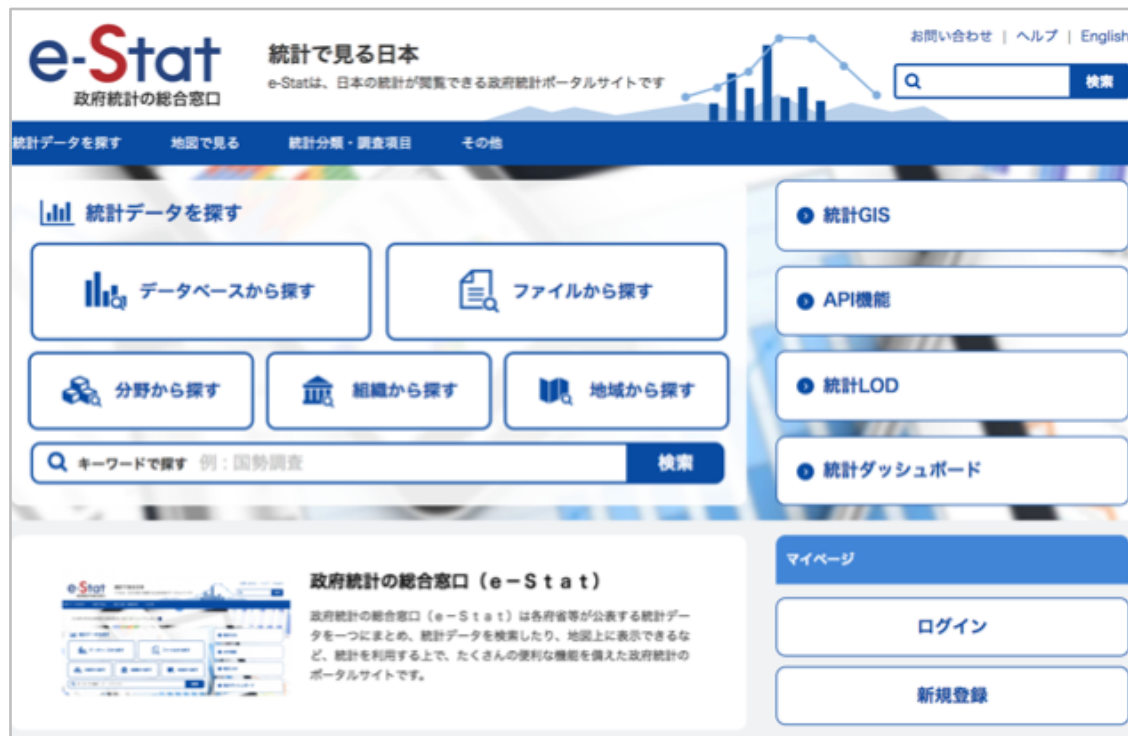 e-Stat
政府統計の総合窓口
統計で見る日本
e-Statは、日本の統計が閲覧できる政府統計ポータルサイトです
お問い合わせ | ヘルプ | English
検索
統計データを探す 地図で見る 統計分類・調査項目 その他
統計データを探す
データベースから探す
ファイルから探す
分野から探す
組織から探す
地域から探す
キーワードで探す 例：国勢調査 検索
統計GIS
API機能
統計LOD
統計ダッシュボード
e-Stat
政府統計の総合窓口（e－Stat）
政府統計の総合窓口（e－Stat）は各府省等が公表する統計デー
タを一つにまとめ、統計データを検索したり、地図上に表示できるな
ど、統計を利用する上で、たくさんの便利な機能を備えた政府統計の
ポータルサイトです。
マイページ
ログイン
新規登録